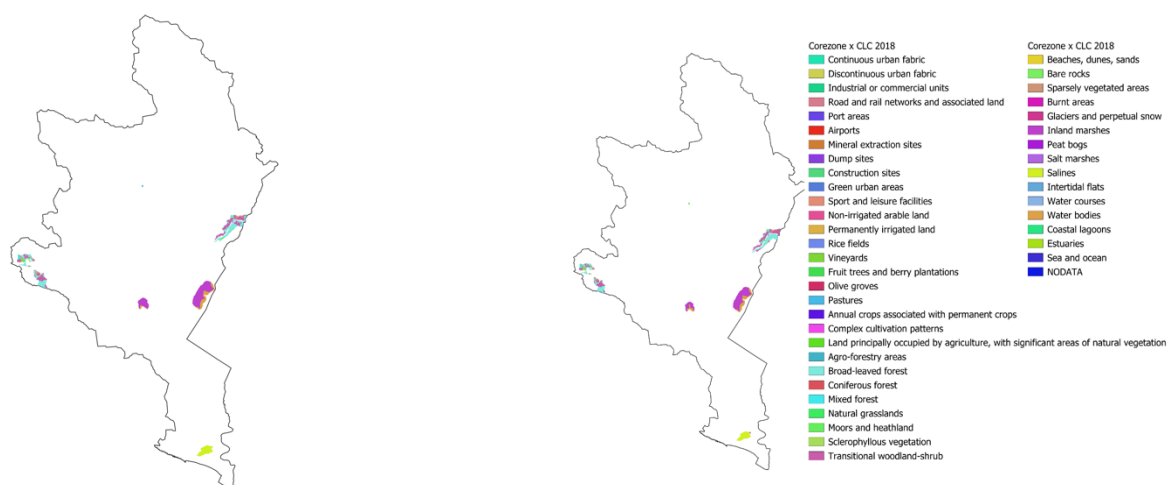 Corezone x CLC 2018
Continuous urban fabric
Discontinuous urban fabric
Industrial or commercial units
Road and rail networks and associated land
Port areas
Airports
Mineral extraction sites
Dump sites
Construction sites
Green urban areas
Sport and leisure facilities
Non-irrigated arable land
Permanently irrigated land
Rice fields
Vineyards
Fruit trees and berry plantations
Olive groves
Pastures
Annual crops associated with permanent crops
Complex cultivation patterns
Land principally occupied by agriculture, with significant areas of natural vegetation
Agro-forestry areas
Broad-leaved forest
Coniferous forest
Mixed forest
Natural grasslands
Moors and heathland
Sclerophyllous vegetation
Transitional woodland-shrub
Corezone x CLC 2018
Beaches, dunes, sands
Bare rocks
Sparsely vegetated areas
Burnt areas
Glaciers and perpetual snow
Inland marshes
Peat bogs
Salt marshes
Salines
Intertidal flats
Water courses
Water bodies
Coastal lagoons
Estuaries
Sea and ocean
NODATA